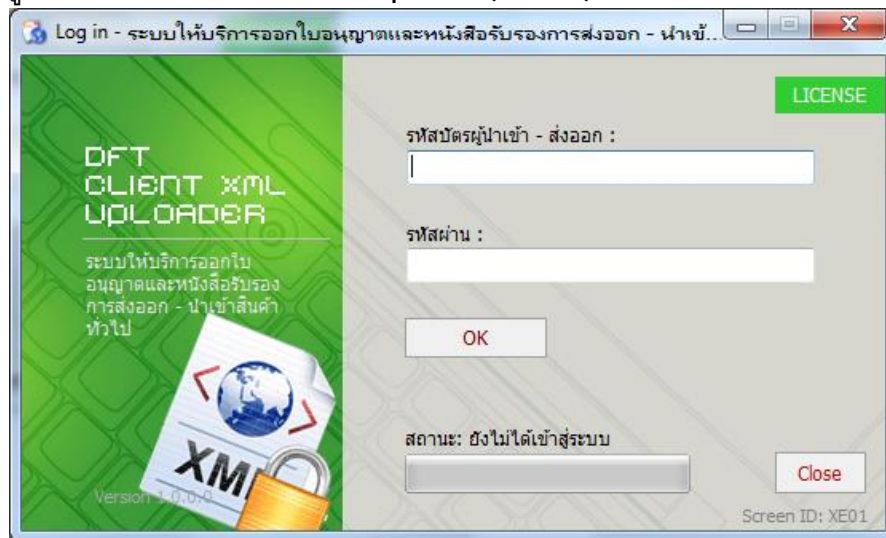 Log in - ระบบให้บริการออกใบอนุญาตและหนังสือรับรองการส่งออก - นำเข้...
LICENSE
DFT
CLIENT XML
UPLOADER
ระบบให้บริการออกใบ
อนุญาตและหนังสือรับรอง
การส่งออก - นำเข้าสินค้า
ทั่วไป
XML
Version 1.0.0.0
รหัสบัตรผู้นำเข้า - ส่งออก :
รหัสผ่าน :
OK
สถานะ: ยังไม่ได้เข้าสู่ระบบ
Close
Screen ID: XE01